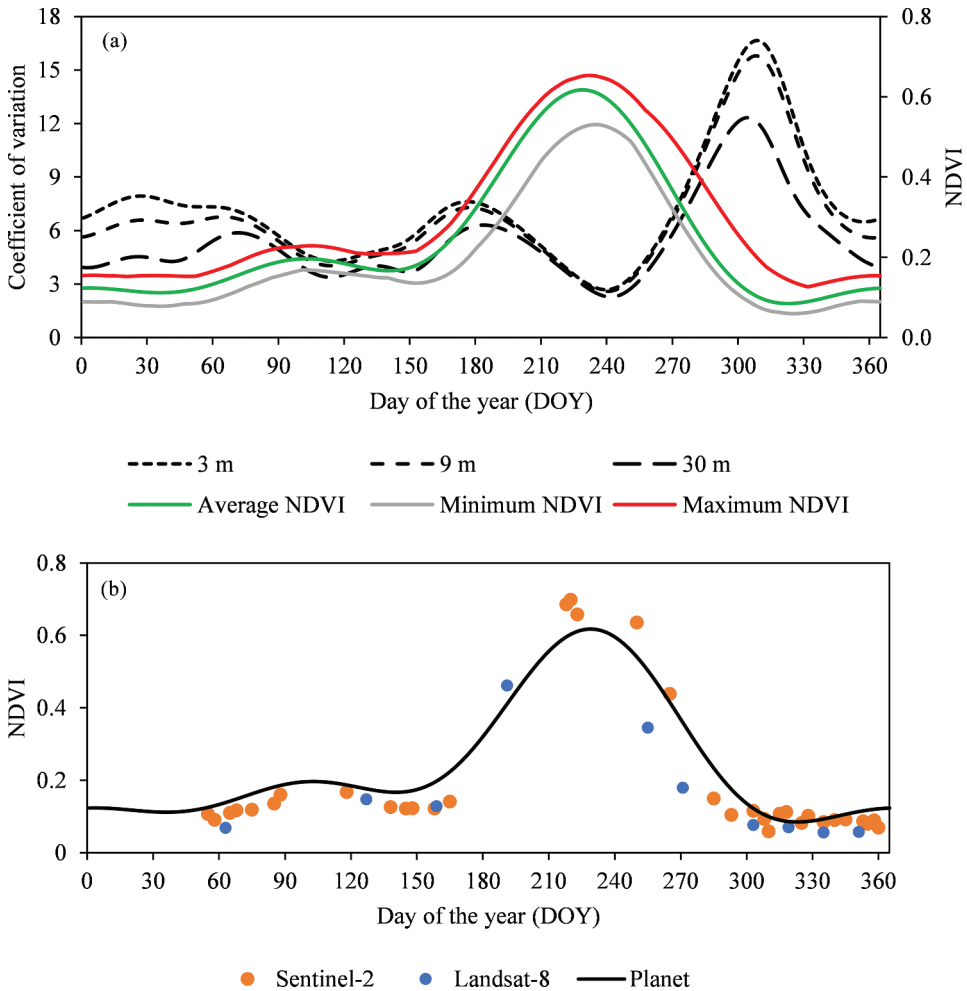 (a)
Coefficient of variation
18
15
12
9
6
3
0
NDVI
0.8
0.6
0.4
0.2
0.0
0 30 60 90 120 150 180 210 240 270 300 330 360
Day of the year (DOY)
3 m 9 m 30 m
Average NDVI Minimum NDVI Maximum NDVI
(b)
NDVI
0.8
0.6
0.4
0.2
0
0 30 60 90 120 150 180 210 240 270 300 330 360
Day of the year (DOY)
Sentinel-2 Landsat-8 Planet